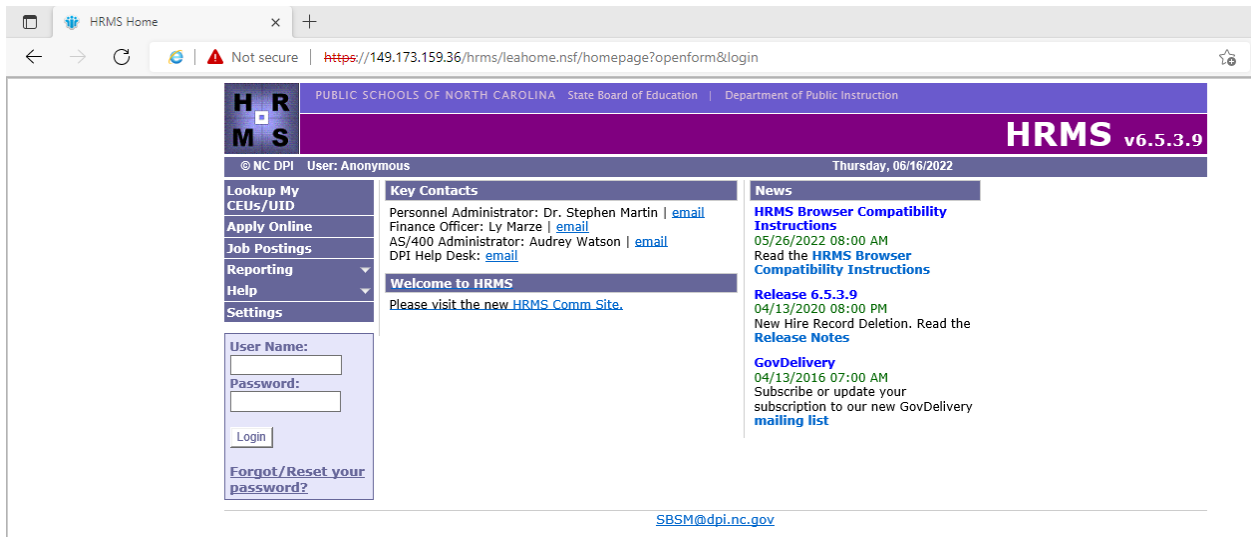 HRMS Home
Not secure | https://149.173.159.36/hrms/leahome.nsf/homepage?openform&login
H R
M S
PUBLIC SCHOOLS OF NORTH CAROLINA State Board of Education | Department of Public Instruction
HRMS v6.5.3.9
© NC DPI User: Anonymous
Thursday, 06/16/2022
Lookup My
CEUs/UID
Apply Online
Job Postings
Reporting
Help
Settings
User Name:
Password:
Login
Forgot/Reset your
password?
Key Contacts
Personnel Administrator: Dr. Stephen Martin | email
Finance Officer: Ly Marze | email
AS/400 Administrator: Audrey Watson | email
DPI Help Desk: email
Welcome to HRMS
Please visit the new HRMS Comm Site.
News
HRMS Browser Compatibility
Instructions
05/26/2022 08:00 AM
Read the HRMS Browser
Compatibility Instructions
Release 6.5.3.9
04/13/2020 08:00 PM
New Hire Record Deletion. Read the
Release Notes
GovDelivery
04/13/2016 07:00 AM
Subscribe or update your
subscription to our new GovDelivery
mailing list
SBSM@dpi.nc.gov